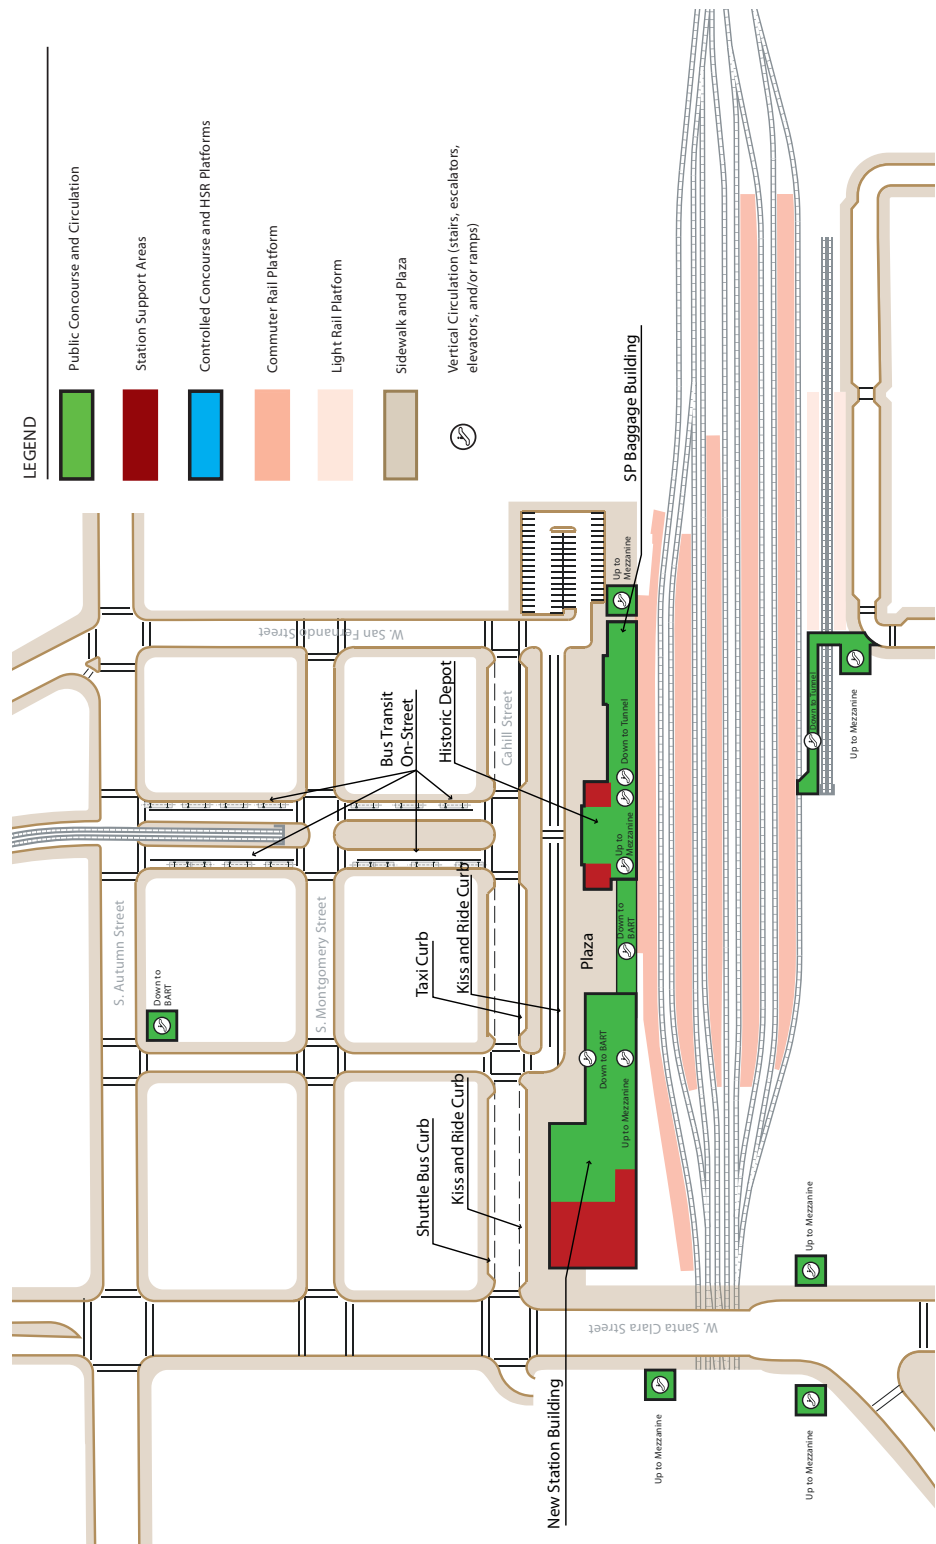 LEGEND
Public Concourse and Circulation
Station Support Areas
Controlled Concourse and HSR Platforms
Commuter Rail Platform
Light Rail Platform
Sidewalk and Plaza
Vertical Circulation (stairs, escalators,
elevators, and/or ramps)
S. Autumn Street
S. Montgomery Street
Cahill Street
W. San Fernando Street
W. Santa Clara Street
Down to
BART
Bus Transit
On-Street
Historic Depot
SP Baggage Building
Taxi Curb
Kiss and Ride Curb
Shuttle Bus Curb
Kiss and Ride Curb
Plaza
New Station Building
Up to
Mezzanine
Down to Tunnel
Up to
Mezzanine
Down to
BART
Down to BART
Up to Mezzanine
Down to Tunnel
Up to Mezzanine
Up to Mezzanine
Up to Mezzanine
Up to Mezzanine